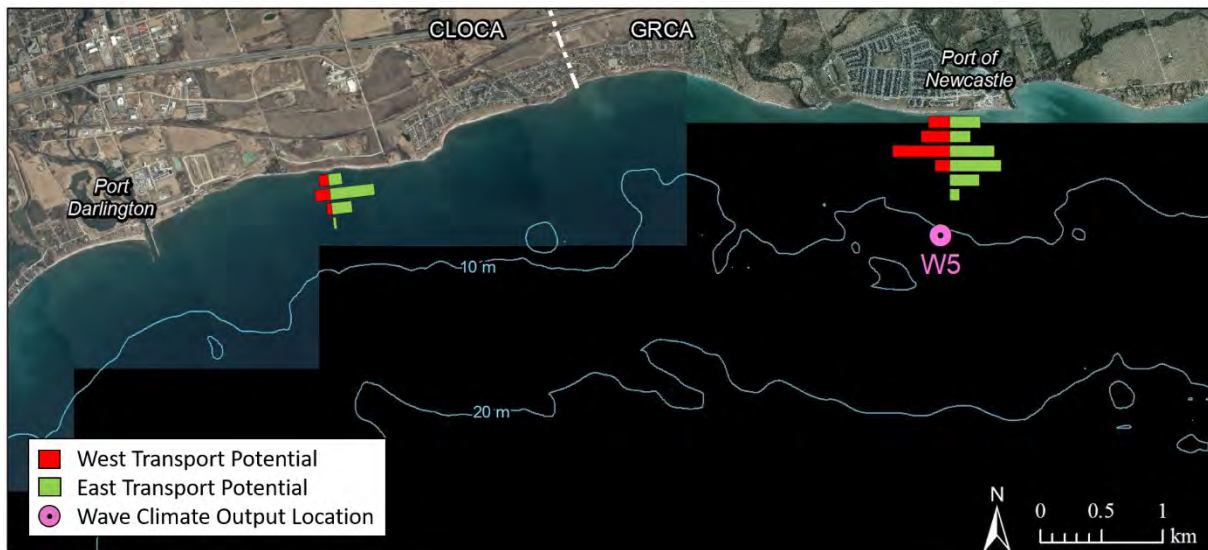 CLOCA
GRCA
Port of
Newcastle
Port
Darlington
W5
10 m
20 m
West Transport Potential
East Transport Potential
Wave Climate Output Location
N
0 0.5 1
km